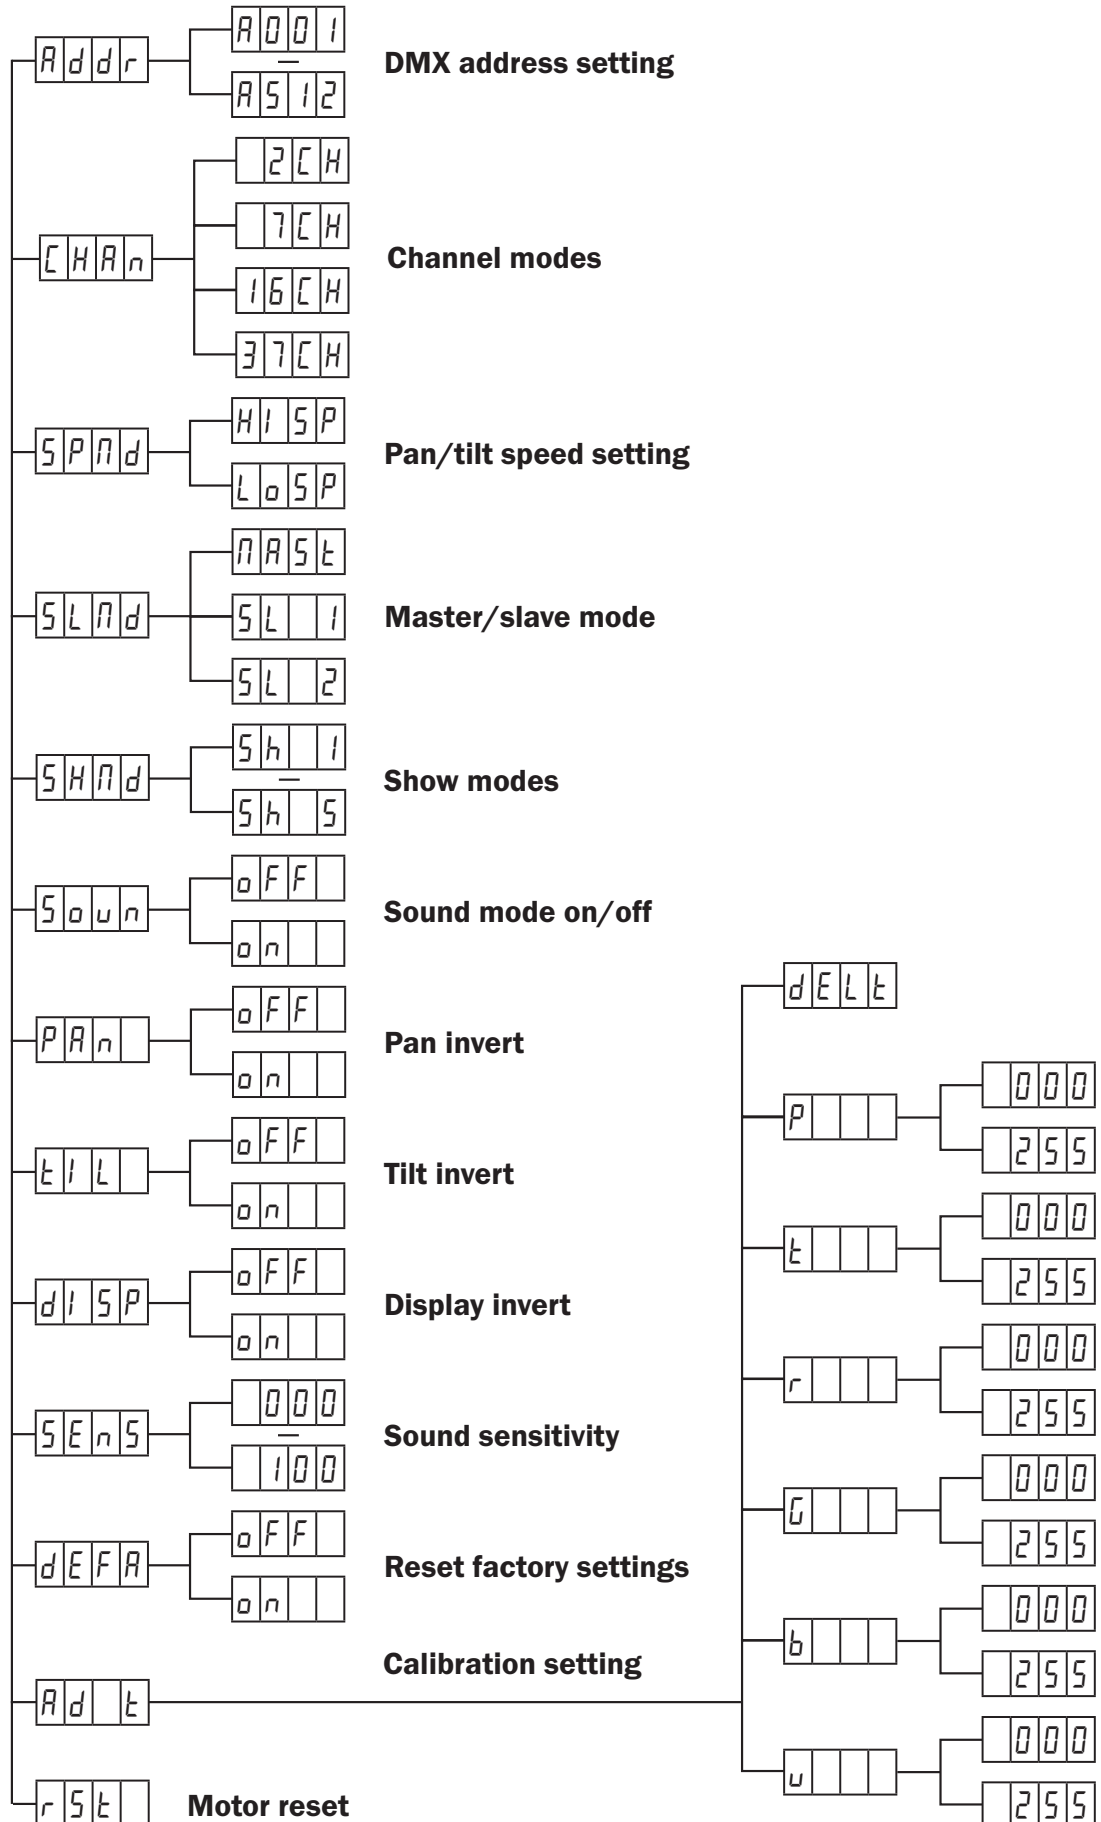 A001
Addr
DMX address setting
A512
2CH
7CH
CHAn
Channel modes
16CH
37CH
HISP
SPMd
Pan/tilt speed setting
LoSP
MASt
SLMd
SL 1
Master/slave mode
SL 2
Sh 1
SHMd
Show modes
Sh 5
oFF
Soun
Sound mode on/off
on
oFF
PAn
Pan invert
on
oFF
tIL
Tilt invert
on
oFF
dISP
Display invert
on
000
SEnS
Sound sensitivity
100
oFF
dEFA
Reset factory settings
on
Calibration setting
Ad t
rSt
Motor reset
dELt
P
000
255
t
000
255
r
000
255
G
000
255
b
000
255
u
000
255